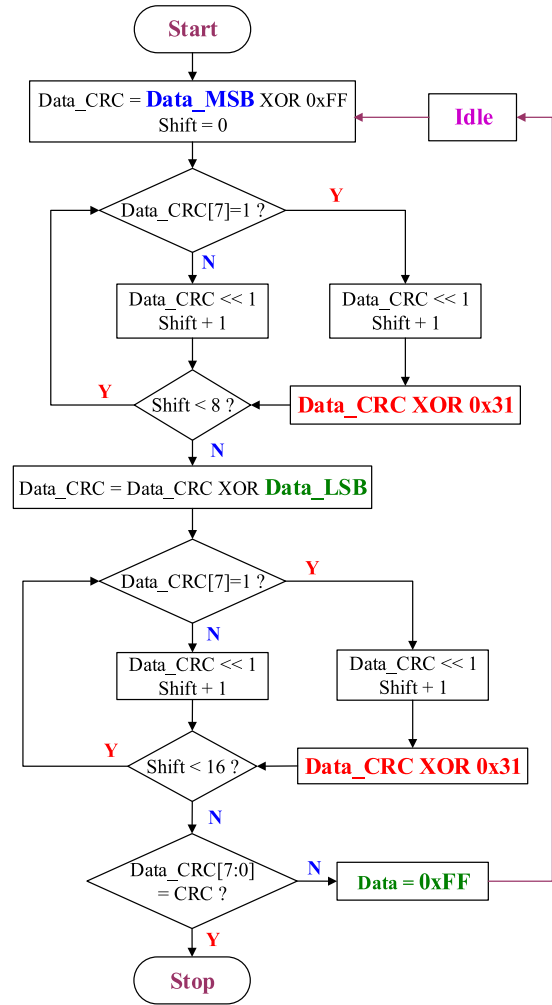 Start
Data_CRC = Data_MSB XOR 0xFF
Shift = 0
Idle
Data_CRC[7]=1 ?
Y
N
Data_CRC << 1
Shift + 1
Data_CRC << 1
Shift + 1
Y
Shift < 8 ?
Data_CRC XOR 0x31
N
Data_CRC = Data_CRC XOR Data_LSB
Data_CRC[7]=1 ?
Y
N
Data_CRC << 1
Shift + 1
Data_CRC << 1
Shift + 1
Y
Shift < 16 ?
Data_CRC XOR 0x31
N
Data_CRC[7:0]
= CRC ?
N
Data = 0xFF
Y
Stop